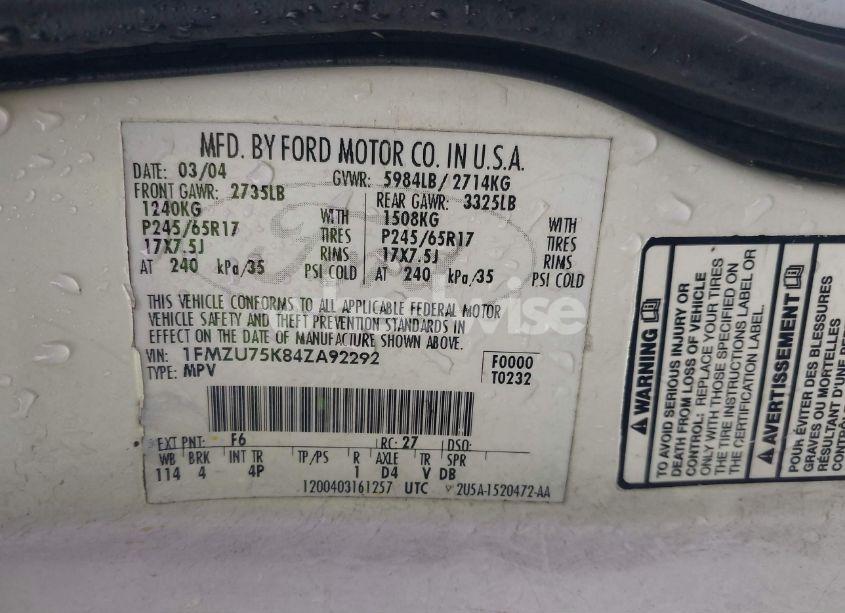 MFD. BY FORD MOTOR CO. IN U.S.A.
DATE: 03/04 GVWR: 5984LB/ 2714KG
FRONT GAWR: 2735LB REAR GAWR: 3325LB
1240KG WITH 1508KG WITH
P245/65R17 TIRES P245/65R17 TIRES
17X7.5J RIMS 17X7.5J RIMS
AT 240 kPa/35 PSI COLD AT 240 kPa/35 PSI COLD
THIS VEHICLE CONFORMS TO ALL APPLICABLE FEDERAL MOTOR
VEHICLE SAFETY AND THEFT PREVENTION STANDARDS IN
EFFECT ON THE DATE OF MANUFACTURE SHOWN ABOVE.
VIN: 1FMZU75K84ZA92292 F0000
TYPE: MPV T0232
EXT PNT: F6 RC: 27 DSO:
WB BRK INT TR TP/PS R AXLE TR SPR
114 4 4P 1 D4 V DB
1200403161257 UTC 2U5A-1520472-AA
WARNING
TO AVOID SERIOUS INJURY OR
DEATH FROM LOSS OF VEHICLE
CONTROL: REPLACE YOUR TIRES
ONLY WITH THOSE SPECIFIED ON
THE TIRE INSTRUCTIONS LABEL OR
THE CERTIFICATION LABEL.
AVERTISSEMENT
POUR ÉVITER DES BLESSURES
GRAVES OU MORTELLES
RÉSULTANT D'UNE PERTE DE